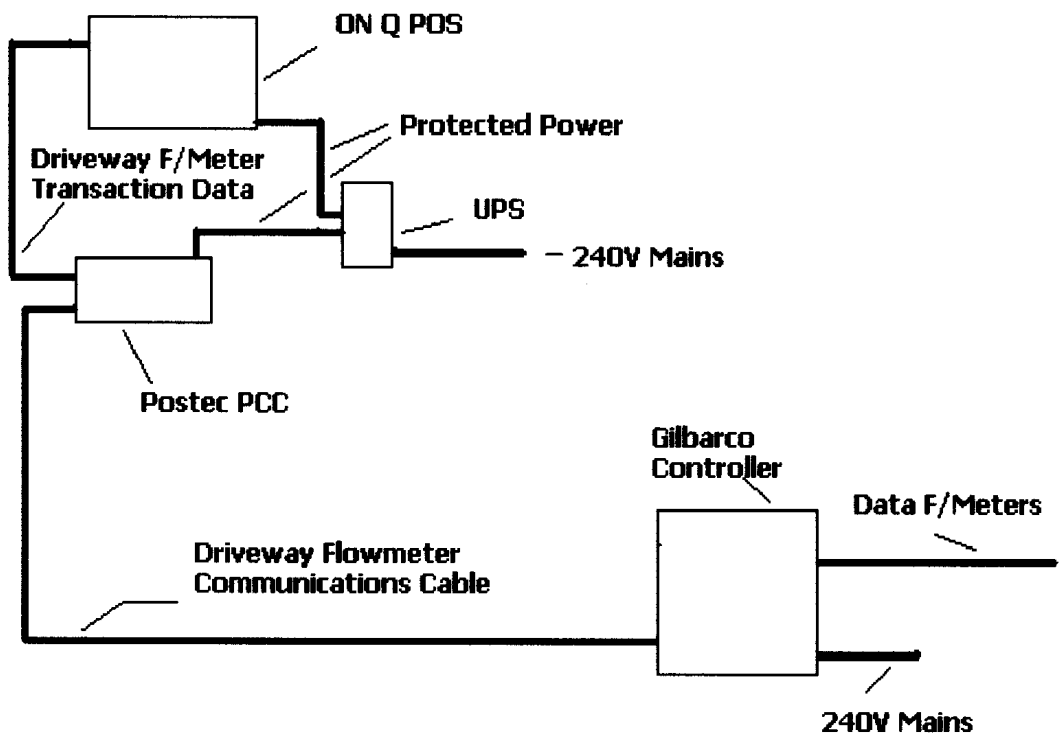 ON Q POS
Protected Power
Driveway F/Meter
Transaction Data
UPS
- 240V Mains
Postec PCC
Gilbarco
Controller
Data F/Meters
Driveway Flowmeter
Communications Cable
240V Mains